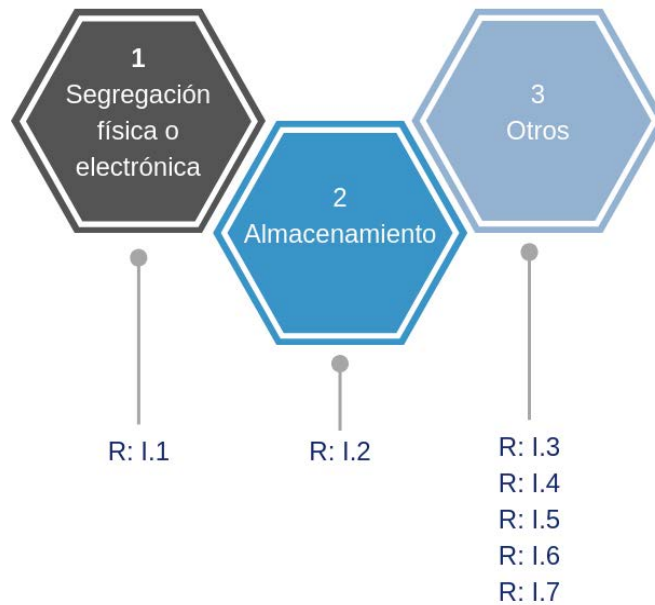 1
Segregación
física o
electrónica
2
Almacenamiento
3
Otros
R: I.1
R: I.2
R: I.3
R: I.4
R: I.5
R: I.6
R: I.7